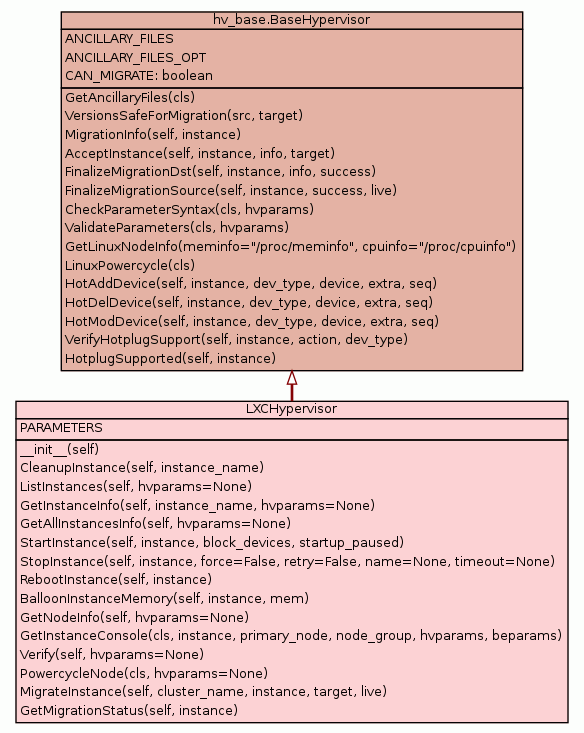 hv_base.BaseHypervisor
ANCILLARY_FILES
ANCILLARY_FILES_OPT
CAN_MIGRATE: boolean
GetAncillaryFiles(cls)
VersionsSafeForMigration(src, target)
MigrationInfo(self, instance)
AcceptInstance(self, instance, info, target)
FinalizeMigrationDst(self, instance, info, success)
FinalizeMigrationSource(self, instance, success, live)
CheckParameterSyntax(cls, hvparams)
ValidateParameters(cls, hvparams)
GetLinuxNodeInfo(meminfo="/proc/meminfo", cpuinfo="/proc/cpuinfo")
LinuxPowercycle(cls)
HotAddDevice(self, instance, dev_type, device, extra, seq)
HotDelDevice(self, instance, dev_type, device, extra, seq)
HotModDevice(self, instance, dev_type, device, extra, seq)
VerifyHotplugSupport(self, instance, action, dev_type)
HotplugSupported(self, instance)
LXCHypervisor
PARAMETERS
__init__(self)
CleanupInstance(self, instance_name)
ListInstances(self, hvparams=None)
GetInstanceInfo(self, instance_name, hvparams=None)
GetAllInstancesInfo(self, hvparams=None)
StartInstance(self, instance, block_devices, startup_paused)
StopInstance(self, instance, force=False, retry=False, name=None, timeout=None)
RebootInstance(self, instance)
BalloonInstanceMemory(self, instance, mem)
GetNodeInfo(self, hvparams=None)
GetInstanceConsole(cls, instance, primary_node, node_group, hvparams, beparams)
Verify(self, hvparams=None)
PowercycleNode(cls, hvparams=None)
MigrateInstance(self, cluster_name, instance, target, live)
GetMigrationStatus(self, instance)